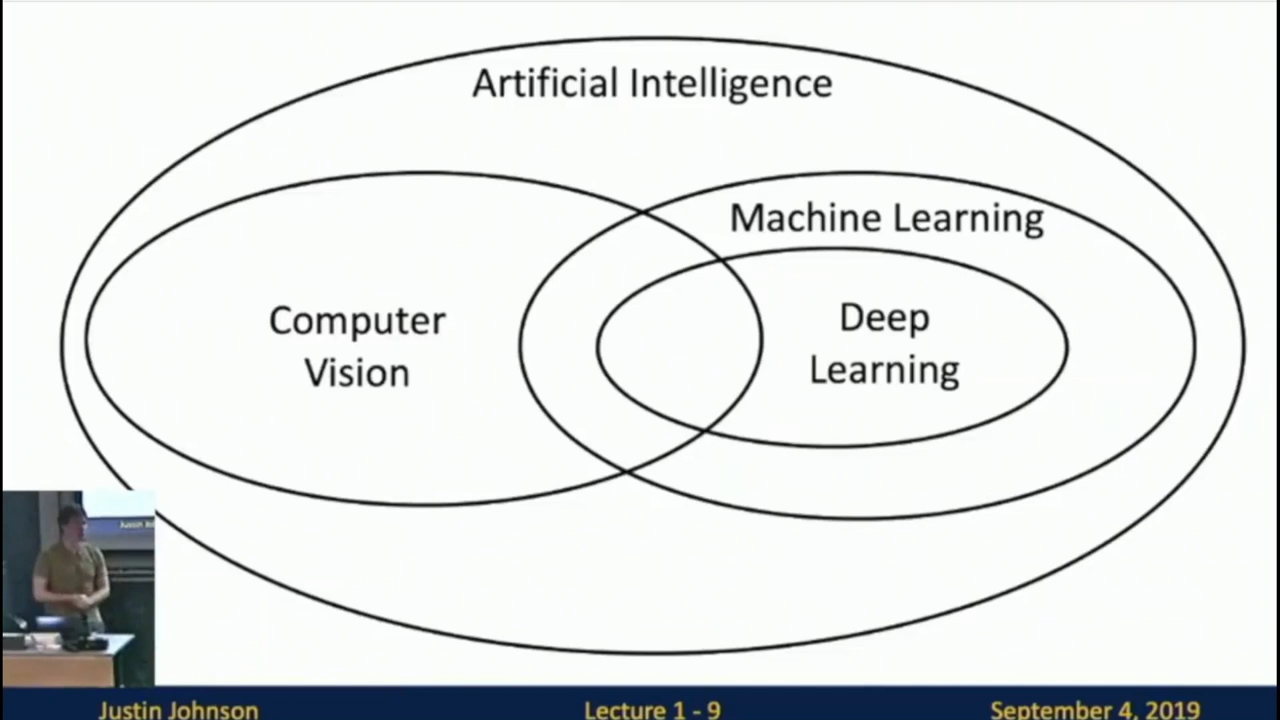 Artificial Intelligence
Machine Learning
Computer
Vision
Deep
Learning
Justin Johnson
Lecture 1 - 9
September 4, 2019